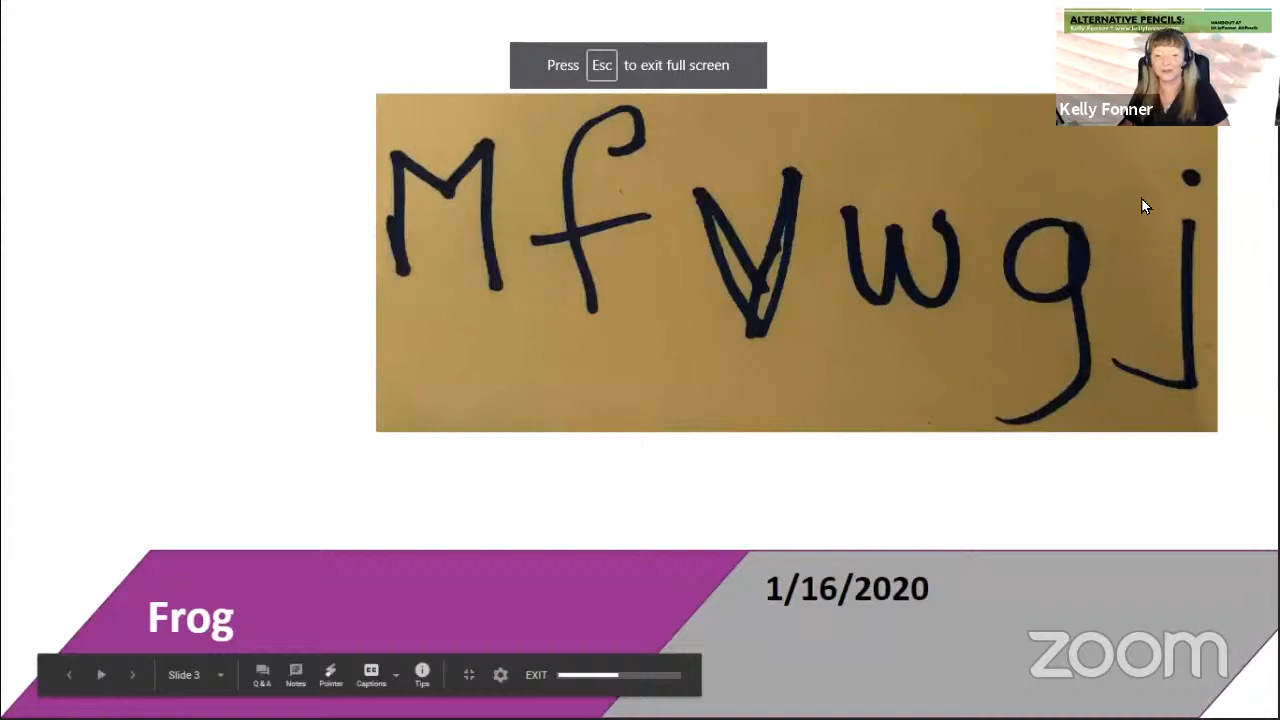 ALTERNATIVE PENCILS:
Press Esc to exit full screen
Kelly Fonner
M f v w g j
Frog
1/16/2020
zoom
Slide 3
Q&A Notes Pointer Captions Tips
EXIT